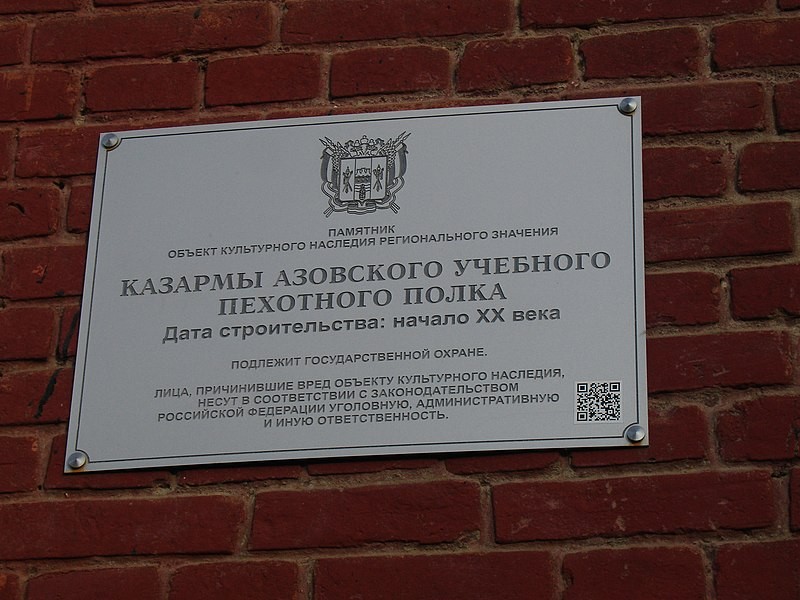 ПАМЯТНИК
ОБЪЕКТ КУЛЬТУРНОГО НАСЛЕДИЯ РЕГИОНАЛЬНОГО ЗНАЧЕНИЯ
КАЗАРМЫ АЗОВСКОГО УЧЕБНОГО
ПЕХОТНОГО ПОЛКА
Дата строительства: начало XX века
ПОДЛЕЖИТ ГОСУДАРСТВЕННОЙ ОХРАНЕ.
ЛИЦА, ПРИЧИНИВШИЕ ВРЕД ОБЪЕКТУ КУЛЬТУРНОГО НАСЛЕДИЯ,
НЕСУТ В СООТВЕТСТВИИ С ЗАКОНОДАТЕЛЬСТВОМ
РОССИЙСКОЙ ФЕДЕРАЦИИ УГОЛОВНУЮ, АДМИНИСТРАТИВНУЮ
И ИНУЮ ОТВЕТСТВЕННОСТЬ.